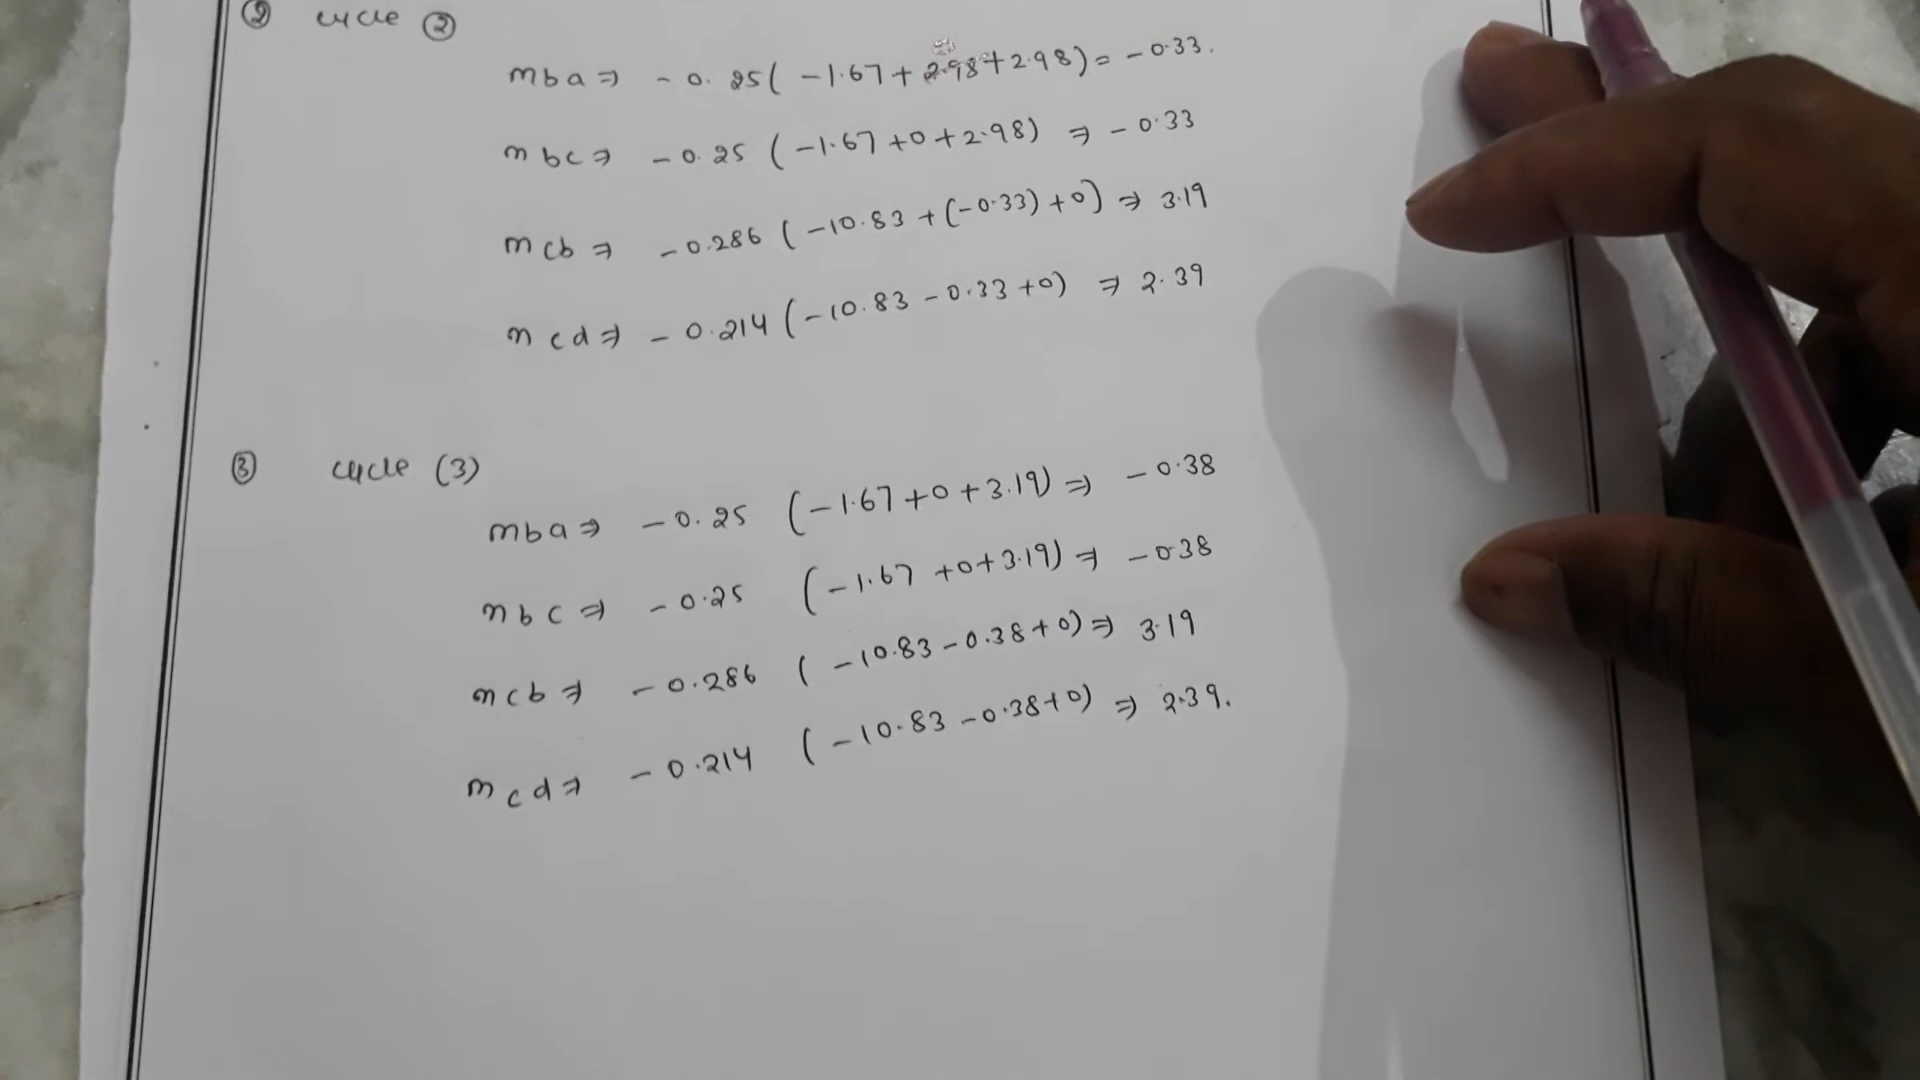 ② cycle ②
mba ⇒ - 0.25( -1.67 + 2.98 + 2.98) = - 0.33.
mbc ⇒ - 0.25 ( -1.67 +0 + 2.98) ⇒ - 0.33
mcb ⇒ - 0.286 ( -10.83 + (-0.33) +0) ⇒ 3.19
mcd ⇒ - 0.214 ( -10.83 - 0.33 +0) ⇒ 2.39
③ cycle (3)
mba ⇒ - 0.25 ( -1.67 +0 +3.19) ⇒ - 0.38
mbc ⇒ - 0.25 ( -1.67 +0+3.19) ⇒ - 0.38
mcb ⇒ - 0.286 ( -10.83 -0.38 +0) ⇒ 3.19
mcd ⇒ - 0.214 ( -10.83 -0.38+0) ⇒ 2.39.